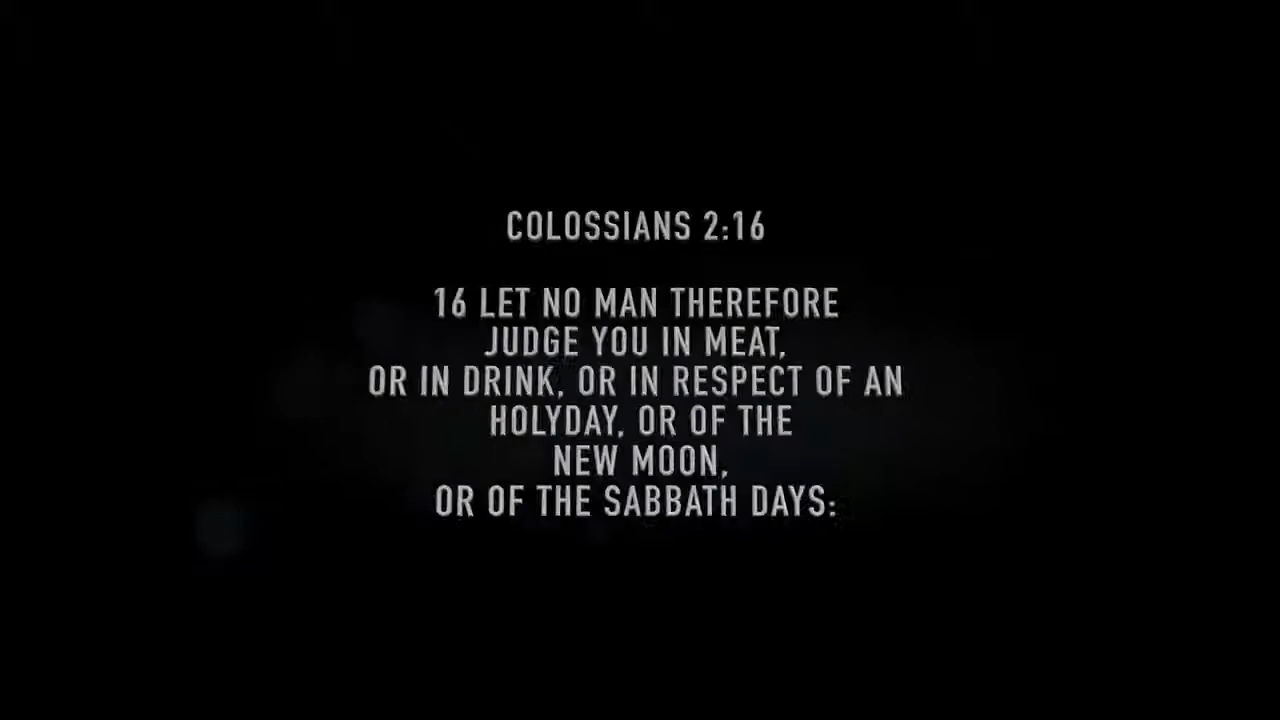 COLOSSIANS 2:16
16 LET NO MAN THEREFORE
JUDGE YOU IN MEAT,
OR IN DRINK, OR IN RESPECT OF AN
HOLYDAY, OR OF THE
NEW MOON,
OR OF THE SABBATH DAYS: